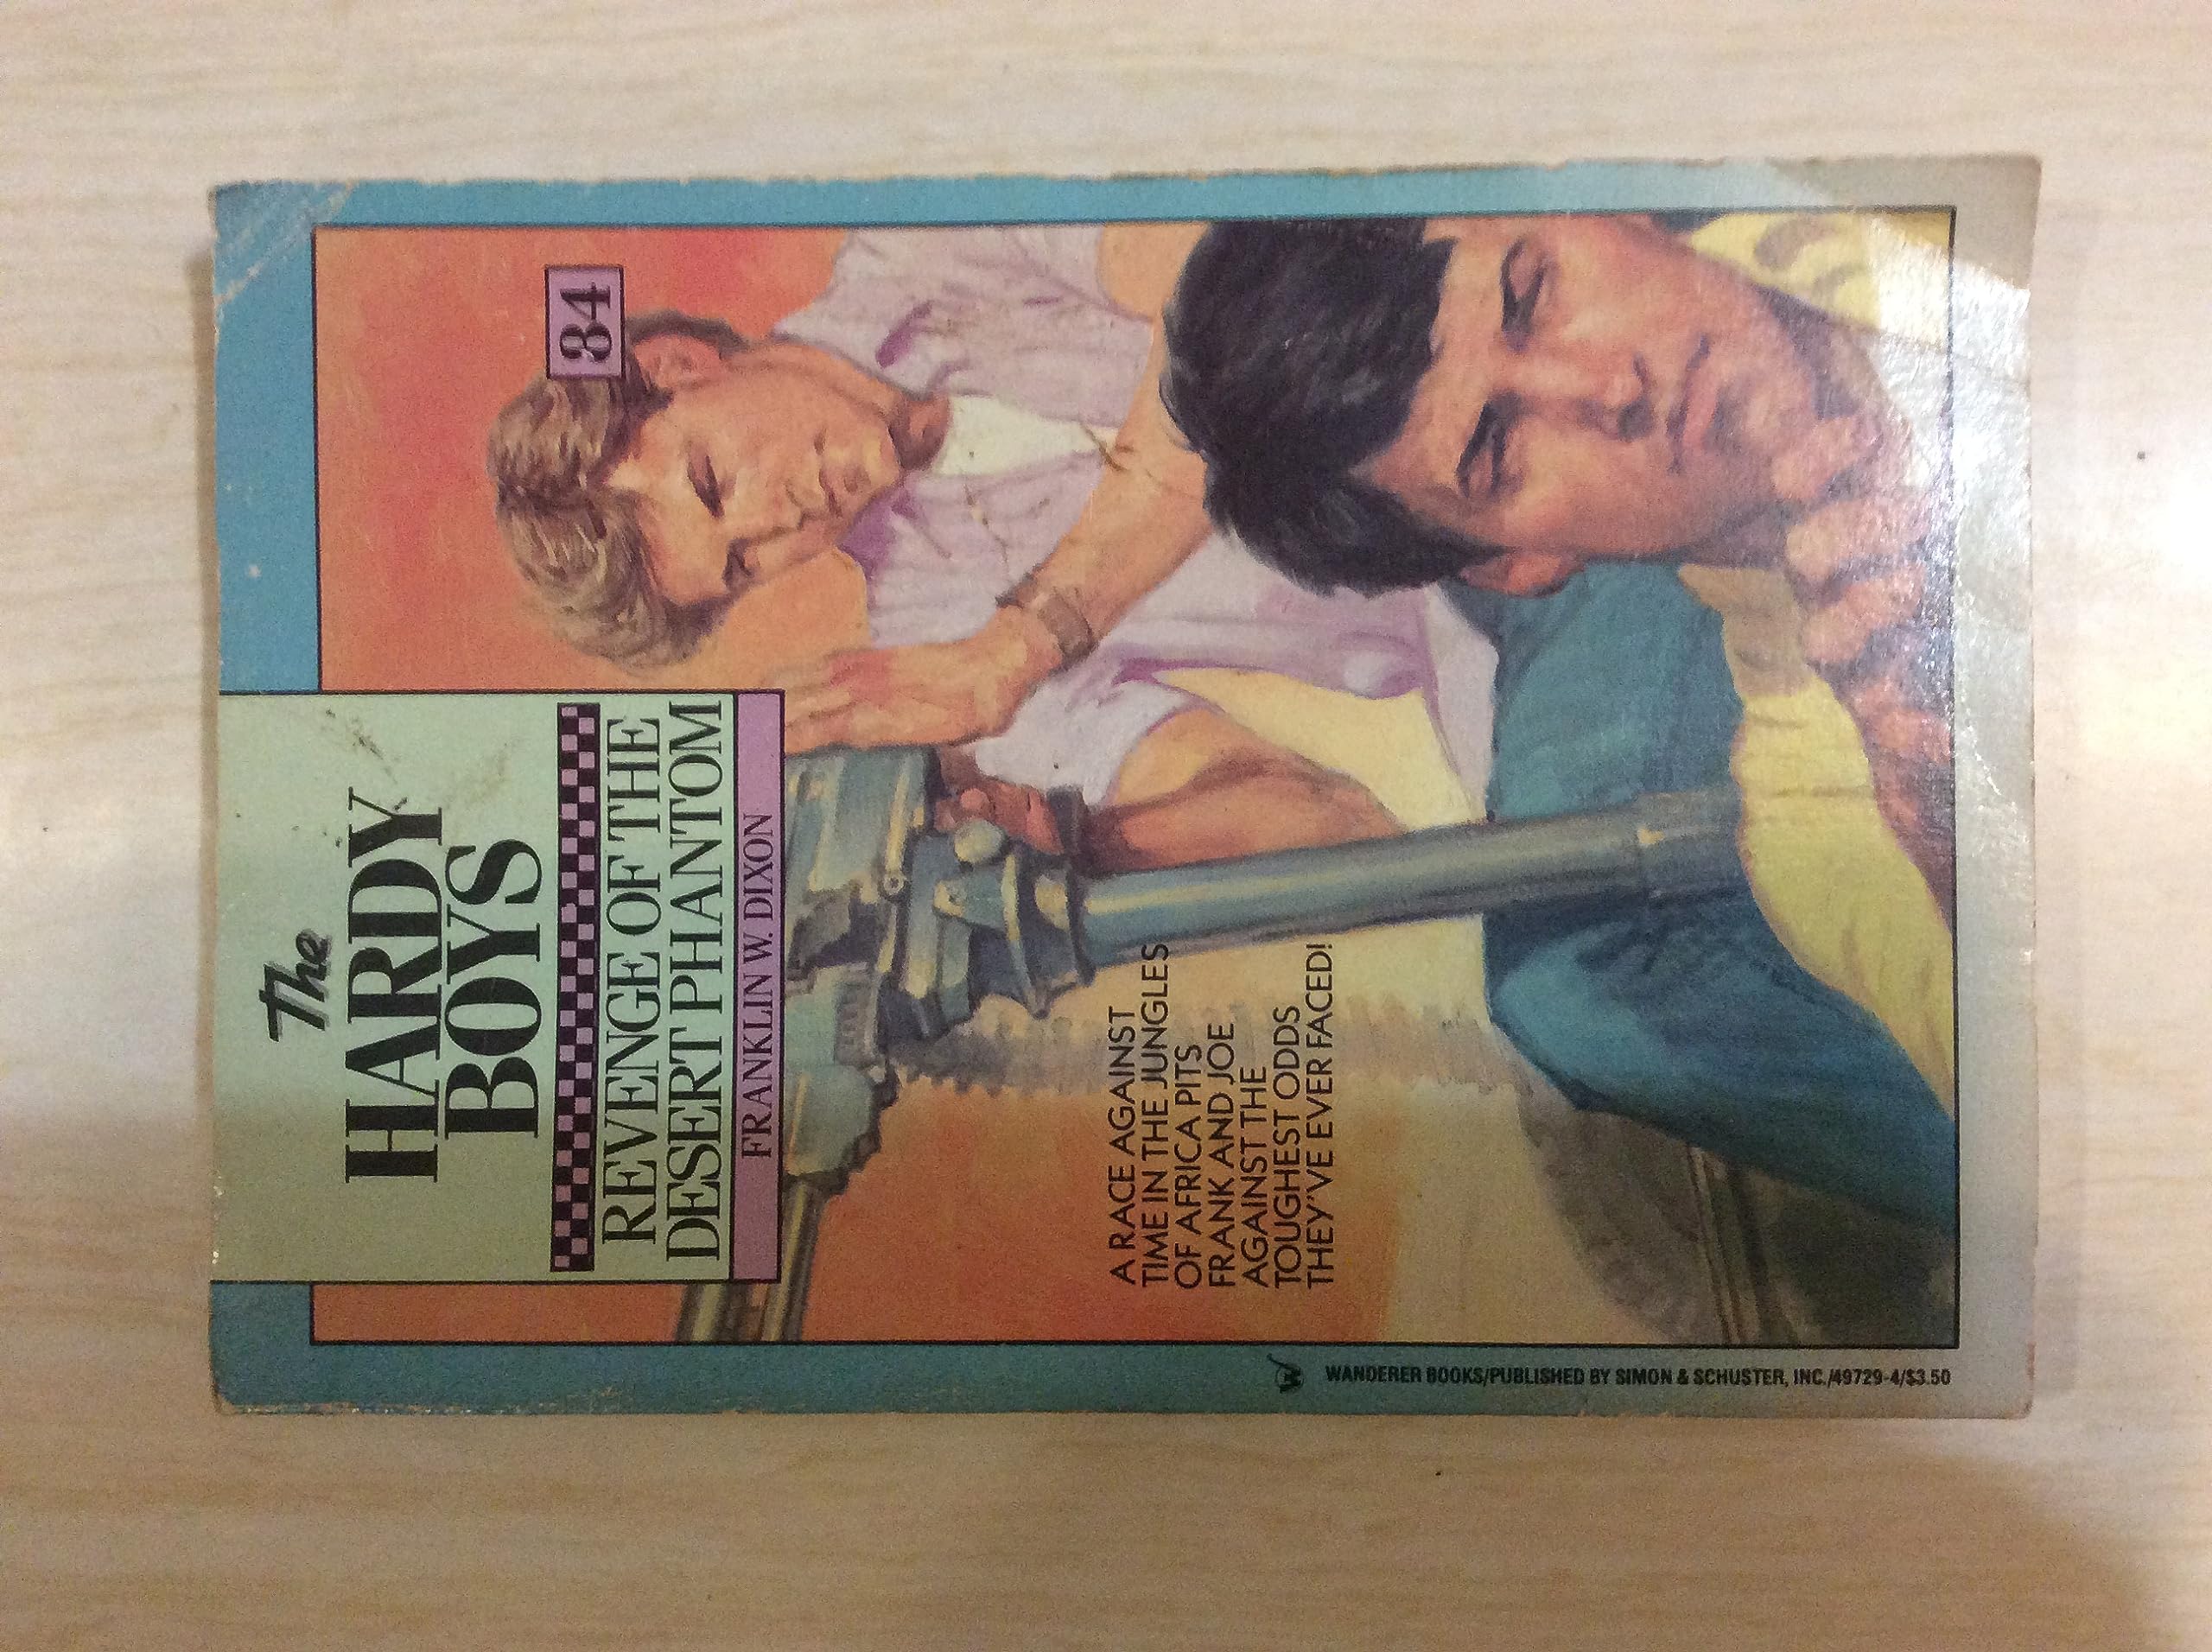 The
HARDY
BOYS
84
REVENGE OF THE
DESERT PHANTOM
FRANKLIN W. DIXON
A RACE AGAINST
TIME IN THE JUNGLES
OF AFRICA PITS
FRANK AND JOE
AGAINST THE
TOUGHEST ODDS
THEY'VE EVER FACED!
W WANDERER BOOKS/PUBLISHED BY SIMON & SCHUSTER, INC./49729-4/$3.50